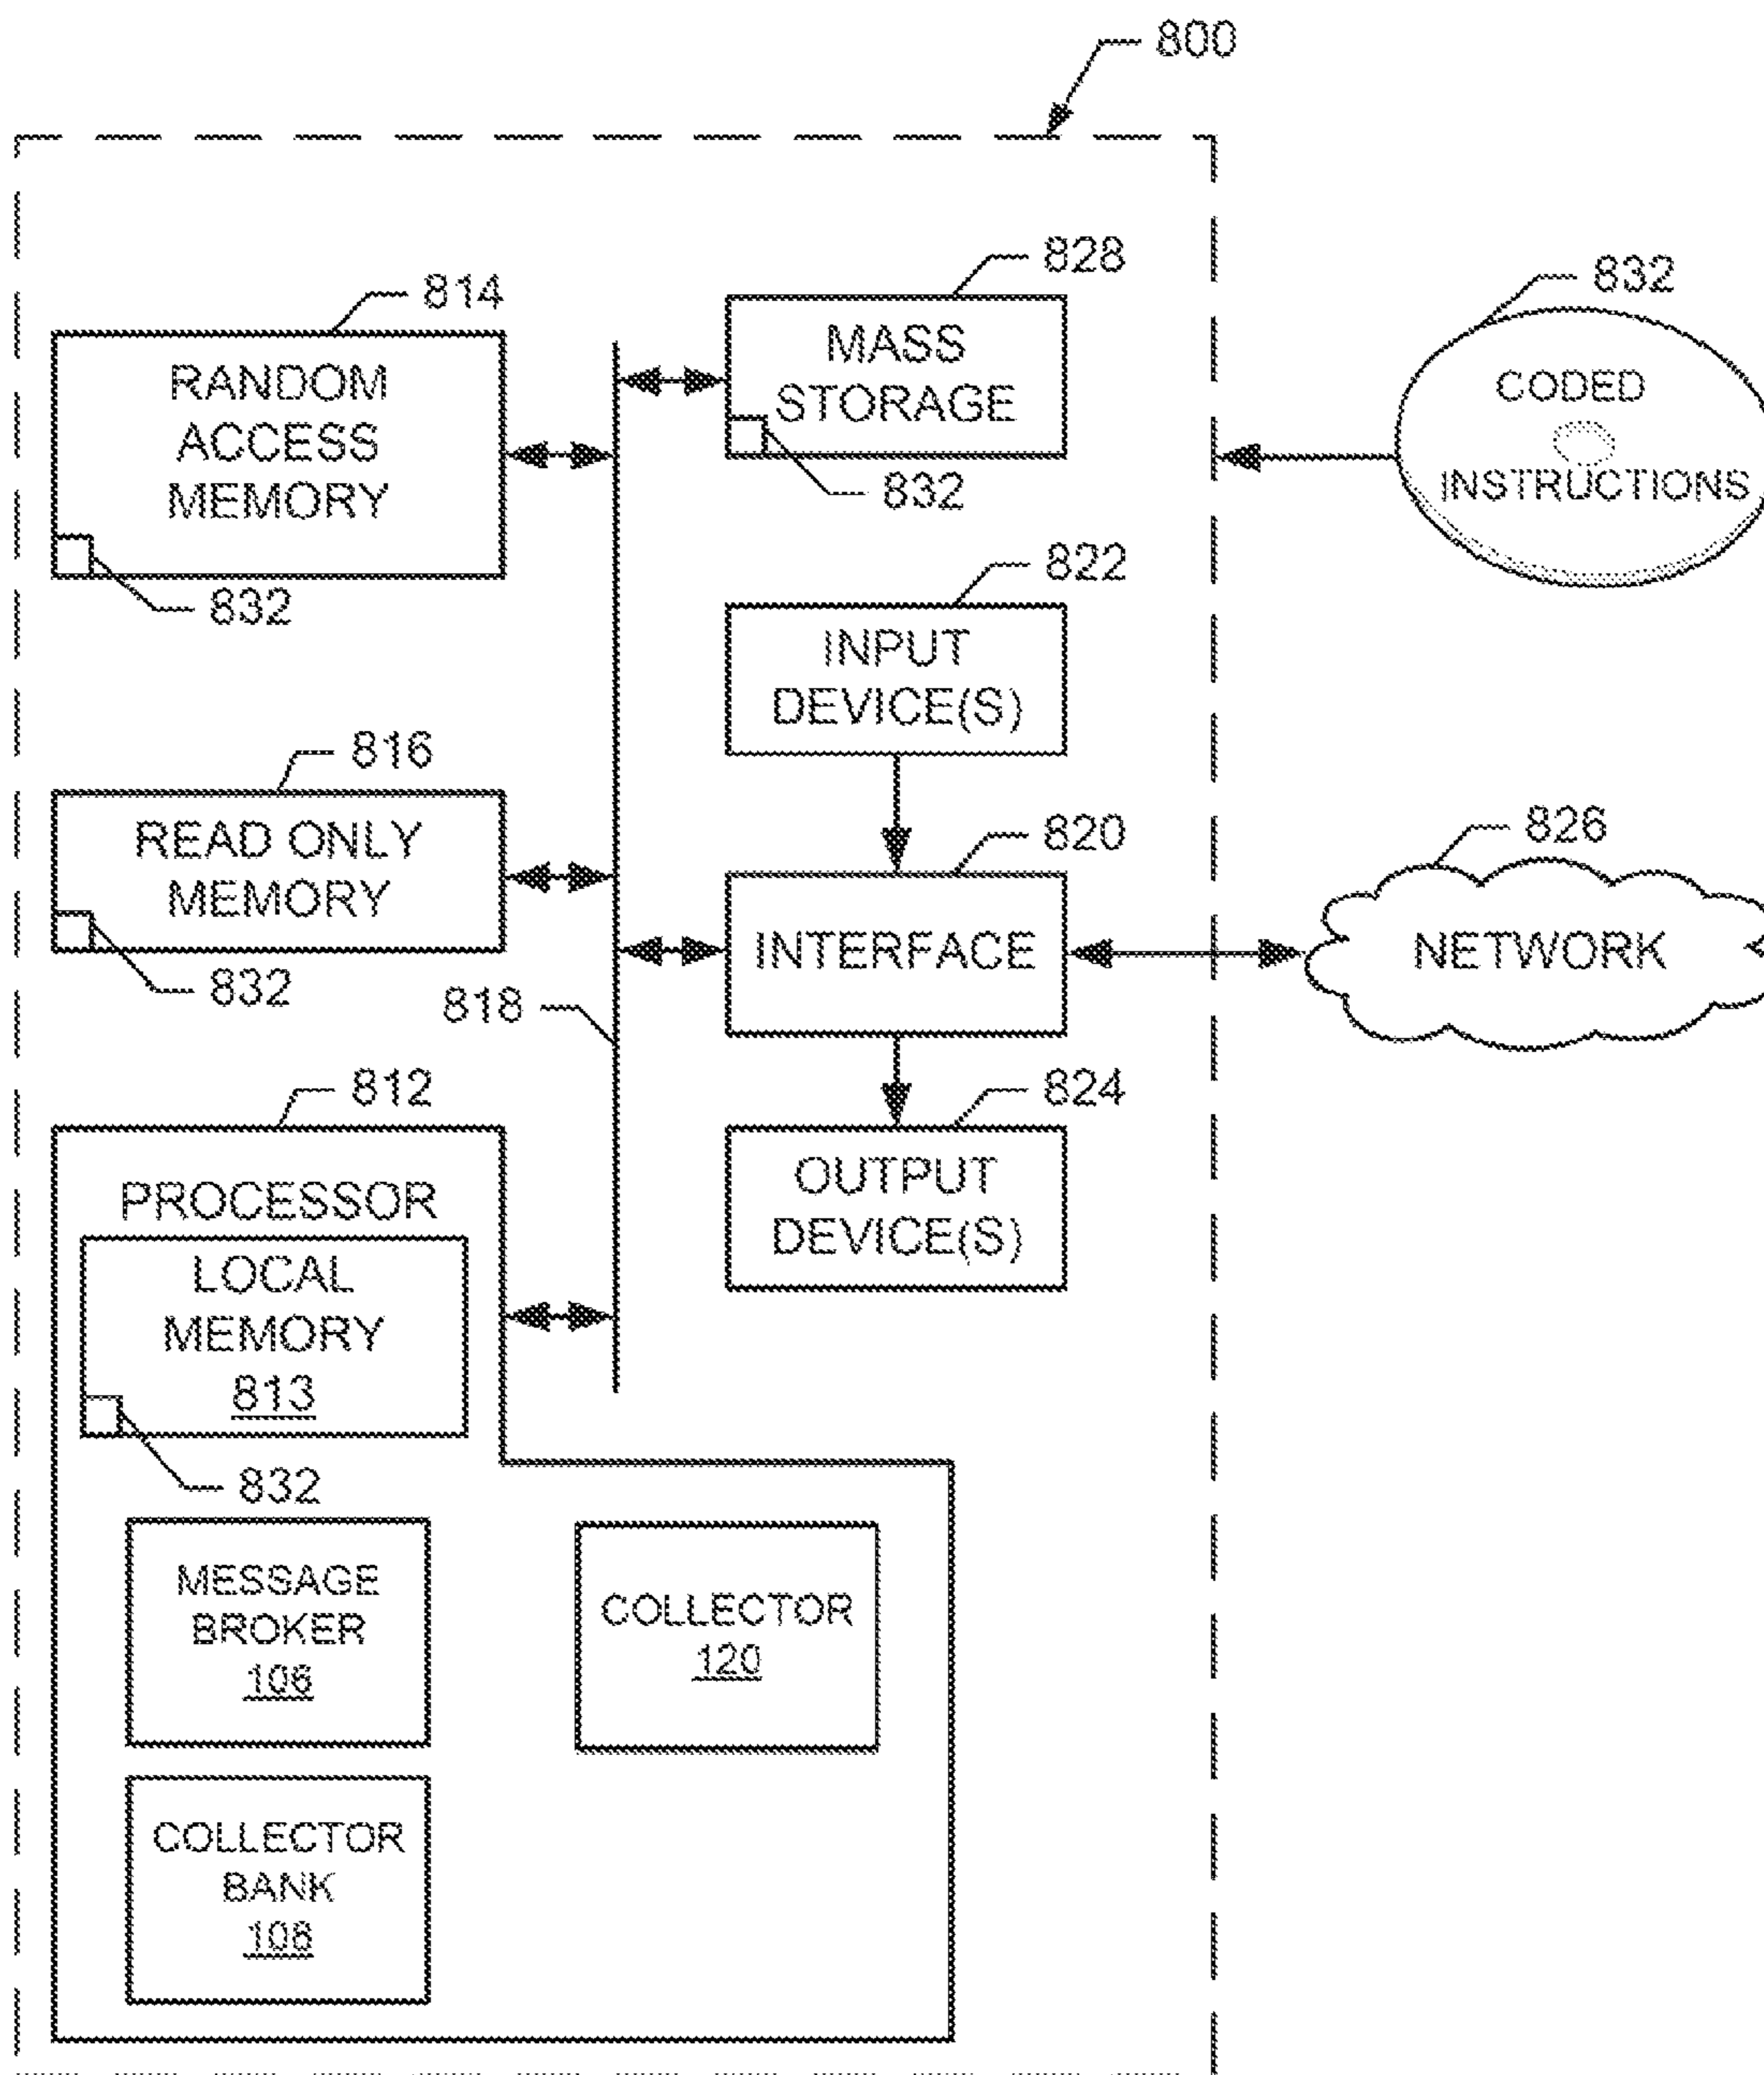 800
814
828
832
RANDOM
ACCESS
MEMORY
832
MASS
STORAGE
832
CODED
INSTRUCTIONS
822
INPUT
DEVICE(S)
816
READ ONLY
MEMORY
832
818
820
INTERFACE
826
NETWORK
812
PROCESSOR
LOCAL
MEMORY
813
832
824
OUTPUT
DEVICE(S)
MESSAGE
BROKER
106
COLLECTOR
120
COLLECTOR
BANK
108